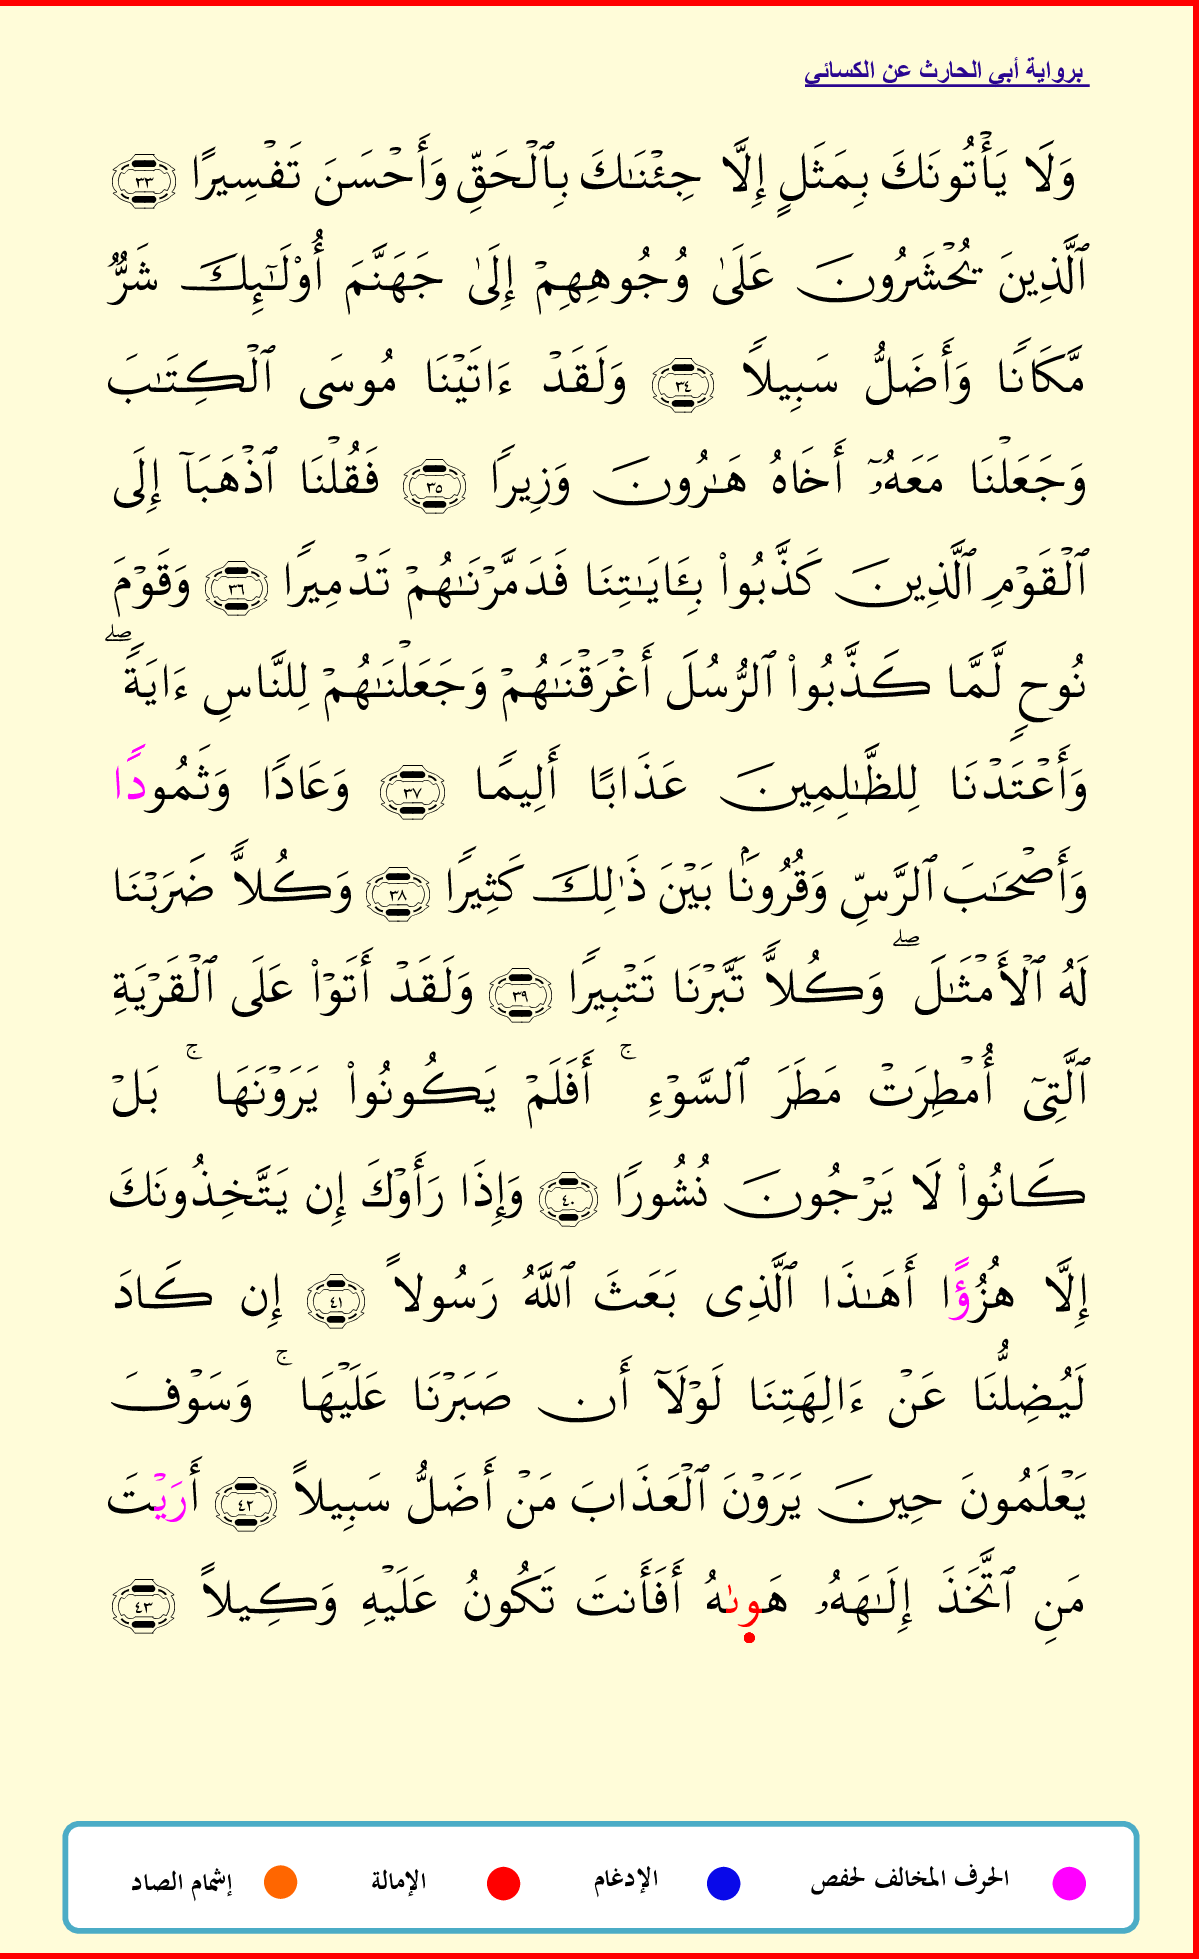 برواية أبي الحارث عن الكسائي
وَلَا يَأْتُونَكَ بِمَثَلٍ إِلَّا جِئْنَٰكَ بِٱلْحَقِّ وَأَحْسَنَ تَفْسِيرًا ٣٣
ٱلَّذِينَ يُحْشَرُونَ عَلَىٰ وُجُوهِهِمْ إِلَىٰ جَهَنَّمَ أُوْلَٰٓئِكَ شَرٌّ
مَّكَانًا وَأَضَلُّ سَبِيلًا ٣٤ وَلَقَدْ ءَاتَيْنَا مُوسَى ٱلْكِتَٰبَ
وَجَعَلْنَا مَعَهُۥٓ أَخَاهُ هَٰرُونَ وَزِيرًا ٣٥ فَقُلْنَا ٱذْهَبَآ إِلَى
ٱلْقَوْمِ ٱلَّذِينَ كَذَّبُوا۟ بِـَٔايَٰتِنَا فَدَمَّرْنَٰهُمْ تَدْمِيرًا ٣٦ وَقَوْمَ
نُوحٍ لَّمَّا كَذَّبُوا۟ ٱلرُّسُلَ أَغْرَقْنَٰهُمْ وَجَعَلْنَٰهُمْ لِلنَّاسِ ءَايَةً ۖ
وَأَعْتَدْنَا لِلظَّٰلِمِينَ عَذَابًا أَلِيمًا ٣٧ وَعَادًا وَثَمُودًا
وَأَصْحَٰبَ ٱلرَّسِّ وَقُرُونًۢا بَيْنَ ذَٰلِكَ كَثِيرًا ٣٨ وَكُلًّا ضَرَبْنَا
لَهُ ٱلْأَمْثَٰلَ ۖ وَكُلًّا تَبَّرْنَا تَتْبِيرًا ٣٩ وَلَقَدْ أَتَوْا۟ عَلَى ٱلْقَرْيَةِ
ٱلَّتِىٓ أُمْطِرَتْ مَطَرَ ٱلسَّوْءِ ۚ أَفَلَمْ يَكُونُوا۟ يَرَوْنَهَا ۚ بَلْ
كَانُوا۟ لَا يَرْجُونَ نُشُورًا ٤٠ وَإِذَا رَأَوْكَ إِن يَتَّخِذُونَكَ
إِلَّا هُزُؤًا أَهَٰذَا ٱلَّذِى بَعَثَ ٱللَّهُ رَسُولًا ٤١ إِن كَادَ
لَيُضِلُّنَا عَنْ ءَالِهَتِنَا لَوْلَآ أَن صَبَرْنَا عَلَيْهَا ۚ وَسَوْفَ
يَعْلَمُونَ حِينَ يَرَوْنَ ٱلْعَذَابَ مَنْ أَضَلُّ سَبِيلًا ٤٢ أَرَيْتَ
مَنِ ٱتَّخَذَ إِلَٰهَهُۥ هَوىٰهُ أَفَأَنتَ تَكُونُ عَلَيْهِ وَكِيلًا ٤٣
الحرف المخالف لحفص الإدغام الإمالة إشمام الصاد